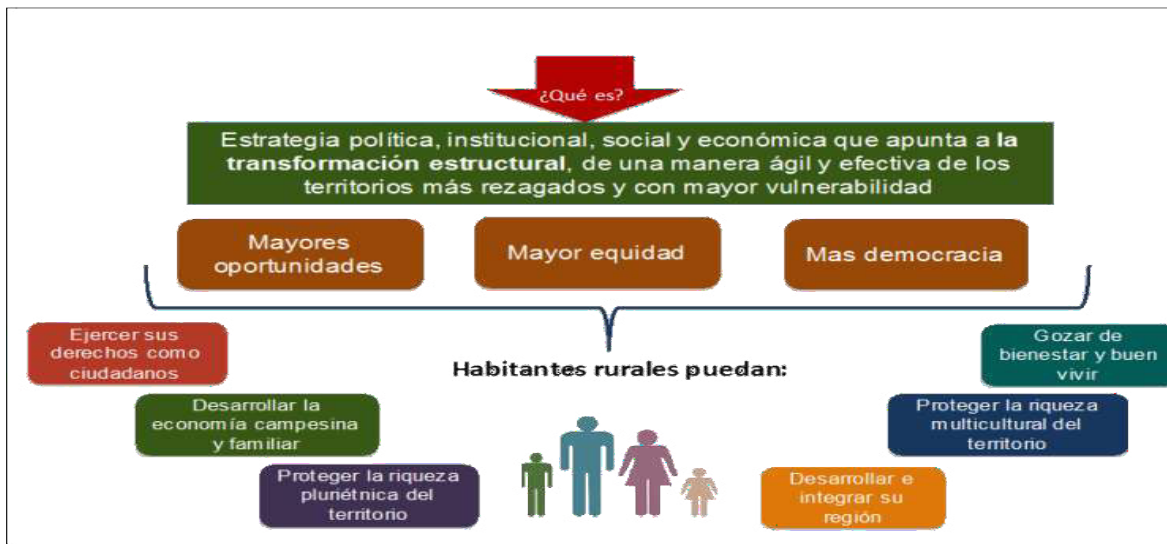 ¿Qué es?
Estrategia política, institucional, social y económica que apunta a la
transformación estructural, de una manera ágil y efectiva de los
territorios más rezagados y con mayor vulnerabilidad
Mayores
oportunidades
Mayor equidad
Mas democracia
Ejercer sus
derechos como
ciudadanos
Habitantes rurales puedan:
Gozar de
bienestar y buen
vivir
Desarrollar la
economía campesina
y familiar
Proteger la riqueza
multicultural del
territorio
Proteger la riqueza
pluriétnica del
territorio
Desarrollar e
integrar su
región